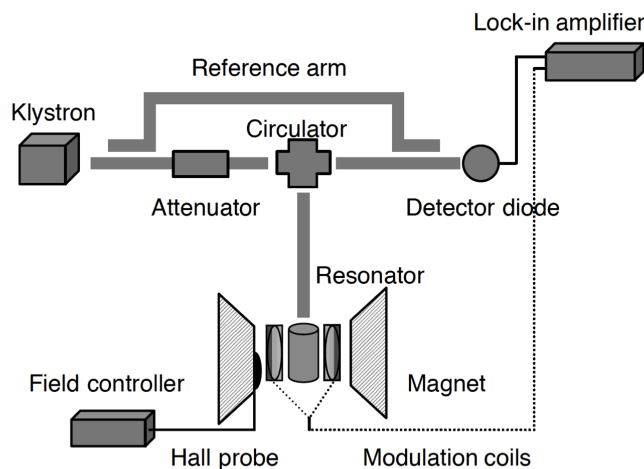 Lock-in amplifier
Reference arm
Klystron
Circulator
Attenuator
Detector diode
Resonator
Field controller
Magnet
Hall probe
Modulation coils